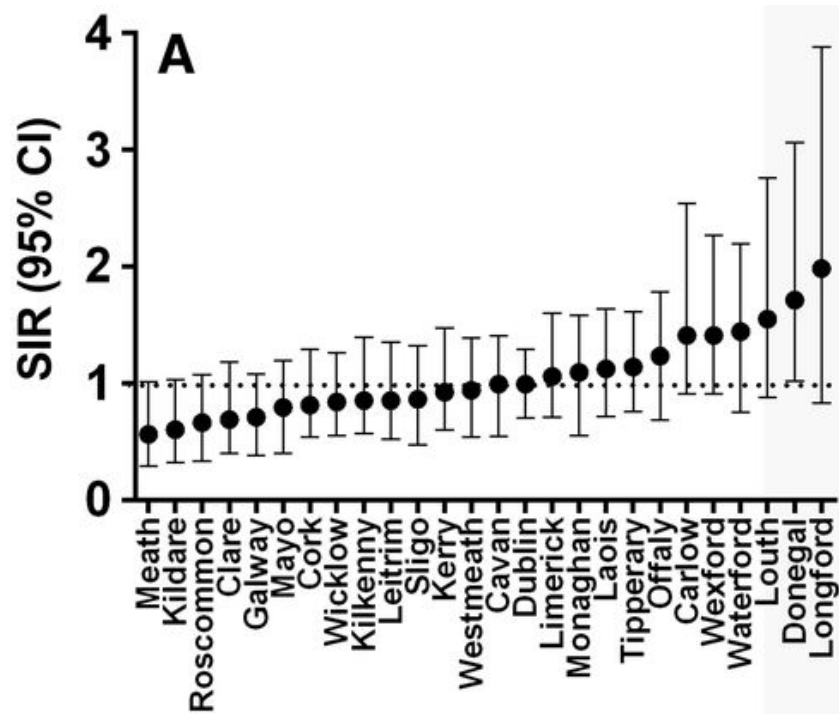 A
SIR (95% CI)
4
3
2
1
0
Meath
Kildare
Roscommon
Clare
Galway
Mayo
Cork
Wicklow
Kilkenny
Leitrim
Sligo
Kerry
Westmeath
Cavan
Dublin
Limerick
Monaghan
Laois
Tipperary
Offaly
Carlow
Wexford
Waterford
Louth
Donegal
Longford